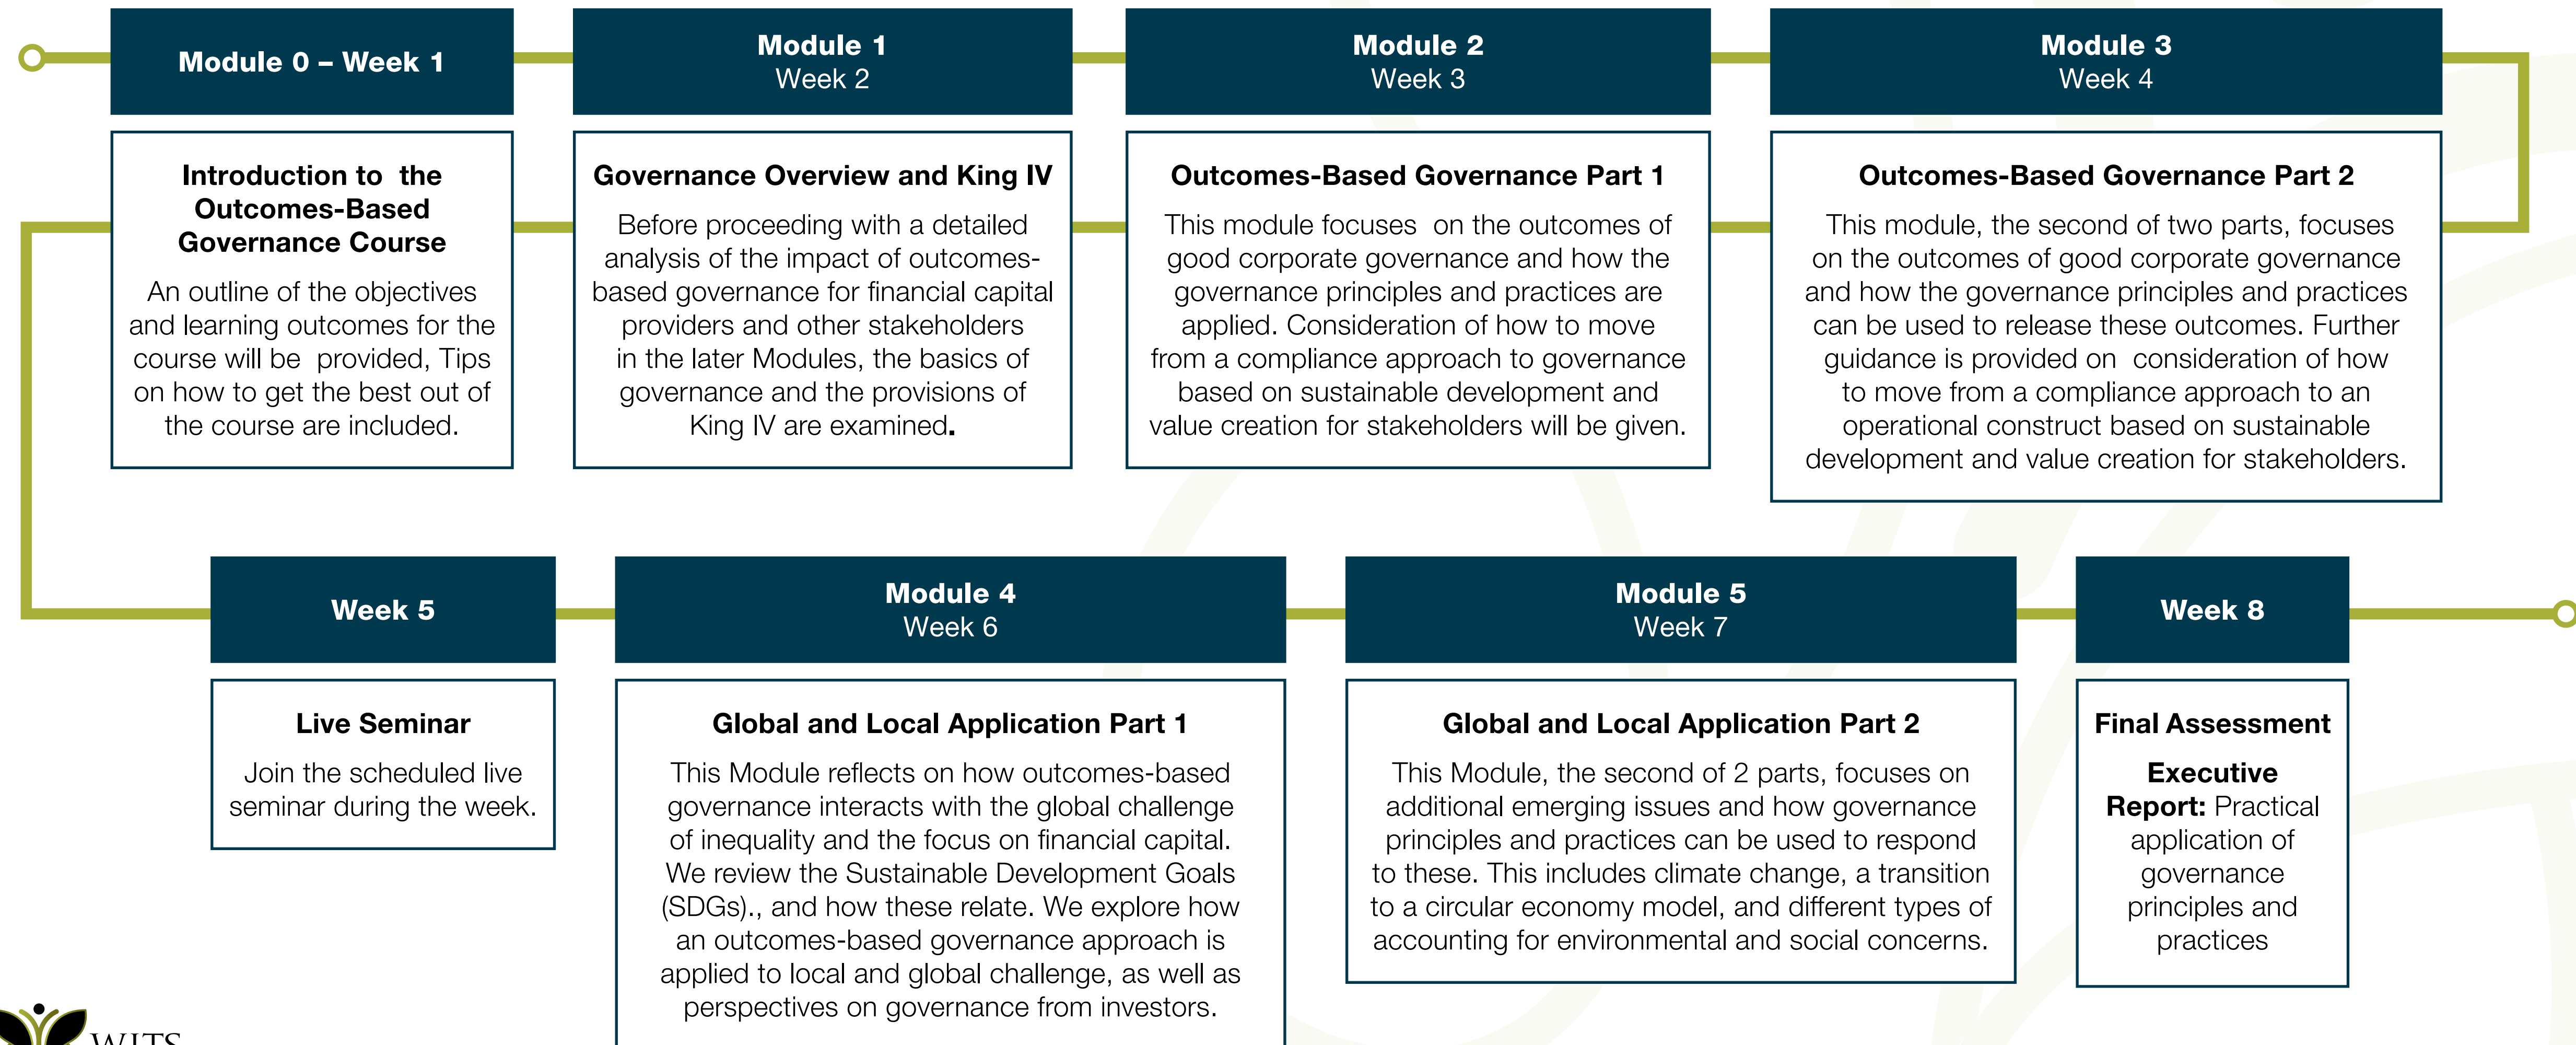 Module 0 – Week 1
Introduction to  the
Outcomes-Based
Governance Course
An outline of the objectives
and learning outcomes for the
course will be  provided, Tips
on how to get the best out of
the course are included.
Module 1
Week 2
Governance Overview and King IV
Before proceeding with a detailed
analysis of the impact of outcomes-
based governance for financial capital
providers and other stakeholders
in the later Modules, the basics of
governance and the provisions of
King IV are examined.
Module 2
Week 3
Outcomes-Based Governance Part 1
This module focuses  on the outcomes of
good corporate governance and how the
governance principles and practices are
applied. Consideration of how to move
from a compliance approach to governance
based on sustainable development and
value creation for stakeholders will be given.
Module 3
Week 4
Outcomes-Based Governance Part 2
This module, the second of two parts, focuses
on the outcomes of good corporate governance
and how the governance principles and practices
can be used to release these outcomes. Further
guidance is provided on  consideration of how
to move from a compliance approach to an
operational construct based on sustainable
development and value creation for stakeholders.
Week 5
Live Seminar
Join the scheduled live
seminar during the week.
Module 4
Week 6
Global and Local Application Part 1
This Module reflects on how outcomes-based
governance interacts with the global challenge
of inequality and the focus on financial capital.
We review the Sustainable Development Goals
(SDGs)., and how these relate. We explore how
an outcomes-based governance approach is
applied to local and global challenge, as well as
perspectives on governance from investors.
Module 5
Week 7
Global and Local Application Part 2
This Module, the second of 2 parts, focuses on
additional emerging issues and how governance
principles and practices can be used to respond
to these. This includes climate change, a transition
to a circular economy model, and different types of
accounting for environmental and social concerns.
Week 8
Final Assessment
Executive
Report: Practical
application of
governance
principles and
practices
WITS